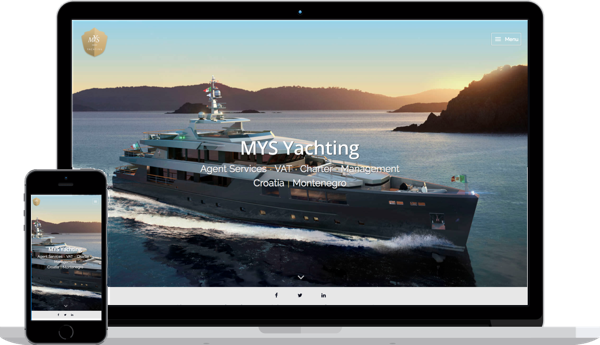 MYS
Menu
MYS Yachting
Agent Services · VAT · Charter · Management
Croatia | Montenegro
MYS Yachting
Agent Services · VAT · Charter ·
Management
Croatia | Montenegro